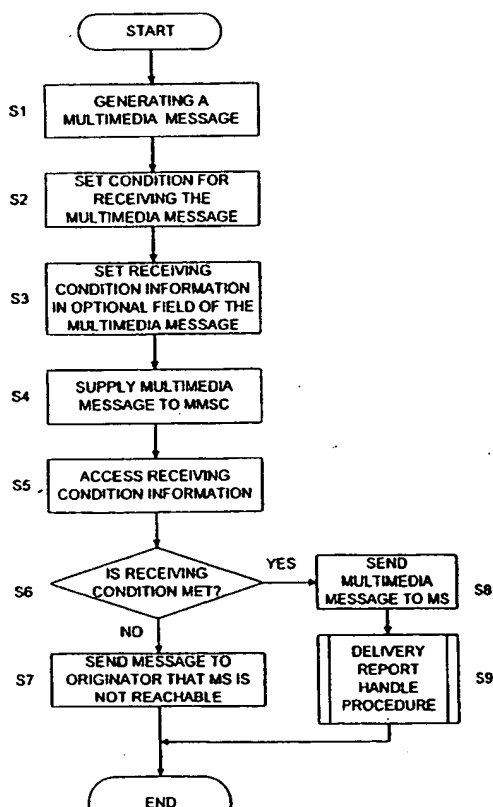 START
S1
GENERATING A
MULTIMEDIA MESSAGE
S2
SET CONDITION FOR
RECEIVING THE
MULTIMEDIA MESSAGE
S3
SET RECEIVING
CONDITION INFORMATION
IN OPTIONAL FIELD OF THE
MULTIMEDIA MESSAGE
S4
SUPPLY MULTIMEDIA
MESSAGE TO MMSC
S5
ACCESS RECEIVING
CONDITION INFORMATION
S6
IS RECEIVING
CONDITION MET?
YES
SEND
MULTIMEDIA
MESSAGE TO MS
S8
NO
S7
SEND MESSAGE TO
ORIGINATOR THAT MS IS
NOT REACHABLE
DELIVERY
REPORT
HANDLE
PROCEDURE
S9
END